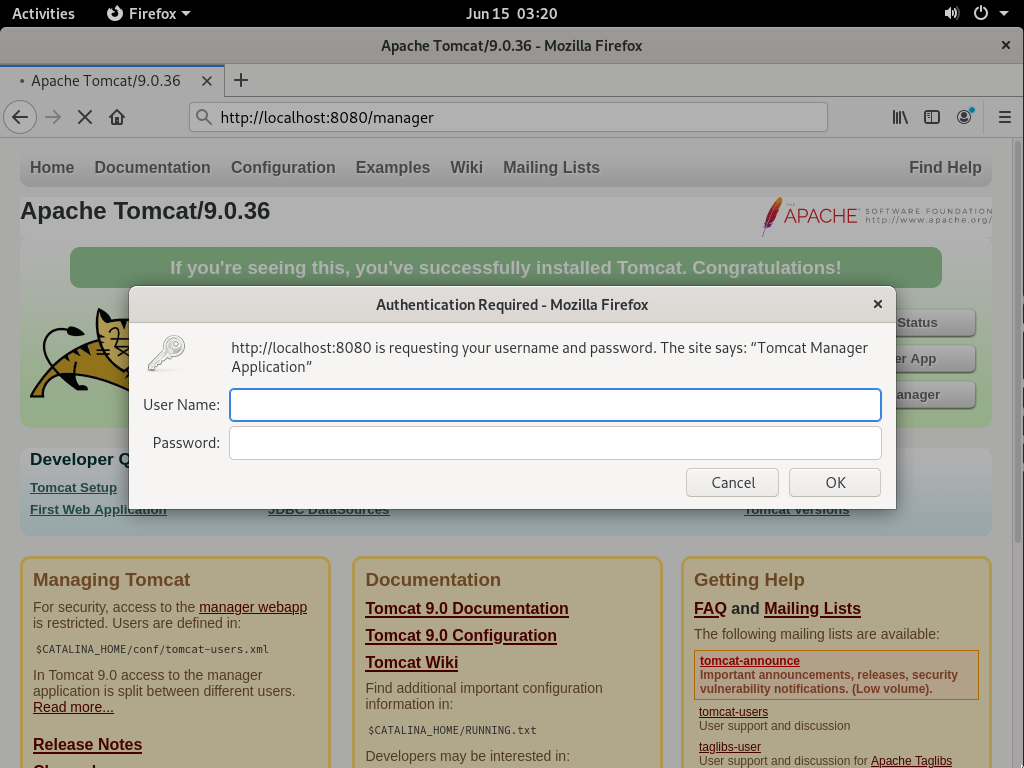 Activities
Firefox
Jun 15 03:20
Apache Tomcat/9.0.36 - Mozilla Firefox
Apache Tomcat/9.0.36
http://localhost:8080/manager
Home
Documentation
Configuration
Examples
Wiki
Mailing Lists
Find Help
Apache Tomcat/9.0.36
THE APACHE SOFTWARE FOUNDATION
http://www.apache.org/
If you're seeing this, you've successfully installed Tomcat. Congratulations!
Authentication Required - Mozilla Firefox
http://localhost:8080 is requesting your username and password. The site says: “Tomcat Manager
Application”
User Name:
Password:
Cancel
OK
Status
er App
anager
Developer Q
Tomcat Setup
First Web Application
JDBC DataSources
Tomcat Versions
Managing Tomcat
For security, access to the manager webapp
is restricted. Users are defined in:
$CATALINA_HOME/conf/tomcat-users.xml
In Tomcat 9.0 access to the manager
application is split between different users.
Read more...
Release Notes
Documentation
Tomcat 9.0 Documentation
Tomcat 9.0 Configuration
Tomcat Wiki
Find additional important configuration
information in:
$CATALINA_HOME/RUNNING.txt
Developers may be interested in:
Getting Help
FAQ and Mailing Lists
The following mailing lists are available:
tomcat-announce
Important announcements, releases, security
vulnerability notifications. (Low volume).
tomcat-users
User support and discussion
taglibs-user
User support and discussion for Apache Taglibs